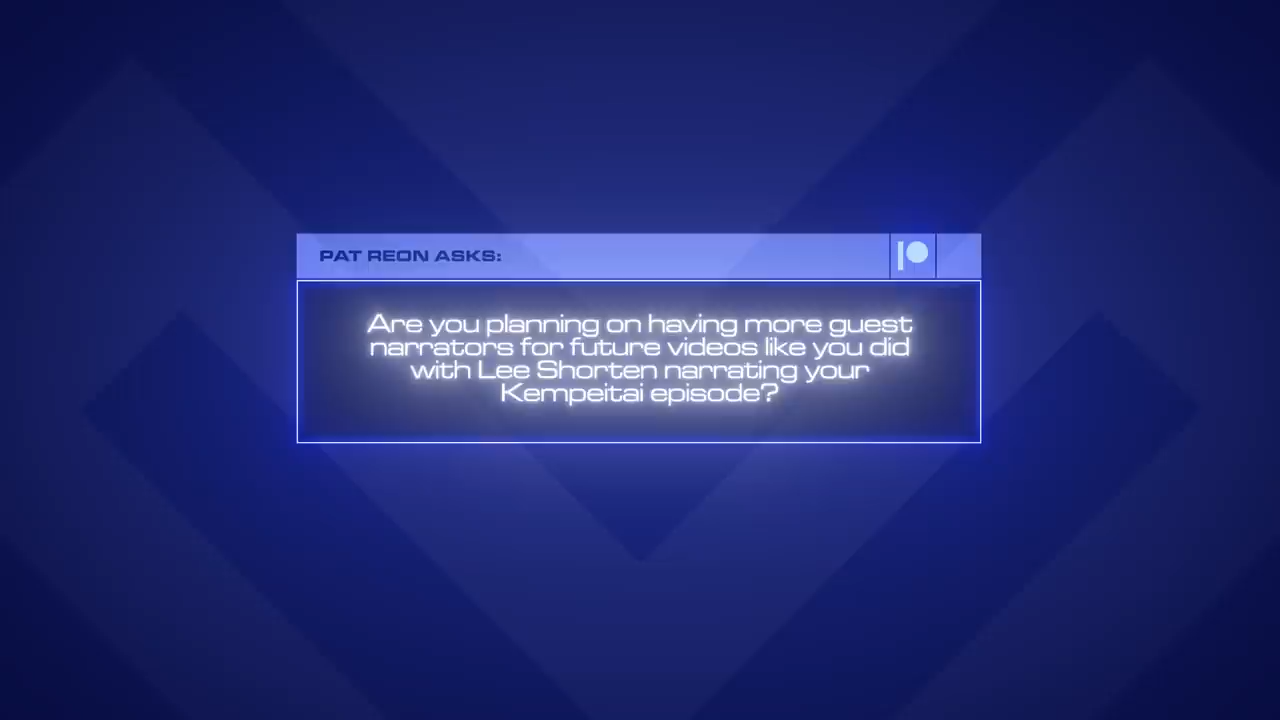 PAT REON ASKS:
Are you planning on having more guest
narrators for future videos like you did
with Lee Shorten narrating your
Kempeitai episode?